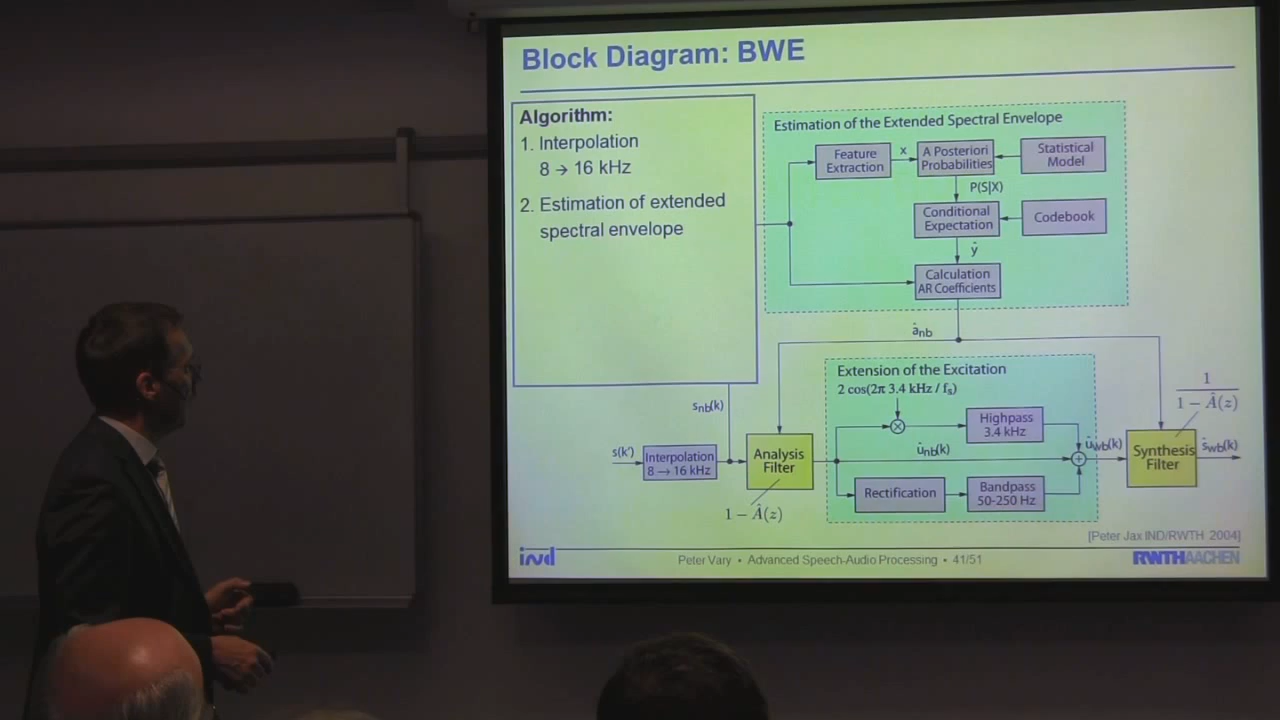 Block Diagram: BWE
Algorithm:
1. Interpolation
8 → 16 kHz
2. Estimation of extended
spectral envelope
Estimation of the Extended Spectral Envelope
Feature
Extraction
x
A Posteriori
Probabilities
Statistical
Model
P(S|X)
Conditional
Expectation
Codebook
ŷ
Calculation
AR Coefficients
ânb
Extension of the Excitation
2 cos(2π 3.4 kHz / fs)
Highpass
3.4 kHz
snb(k)
s(k')
Interpolation
8 → 16 kHz
Analysis
Filter
1 − Â(z)
ûnb(k)
Rectification
Bandpass
50-250 Hz
ûwb(k)
Synthesis
Filter
1
1 − Â(z)
ŝwb(k)
[Peter Jax IND/RWTH 2004]
ind
Peter Vary • Advanced Speech-Audio Processing • 41/51
RWTHAACHEN